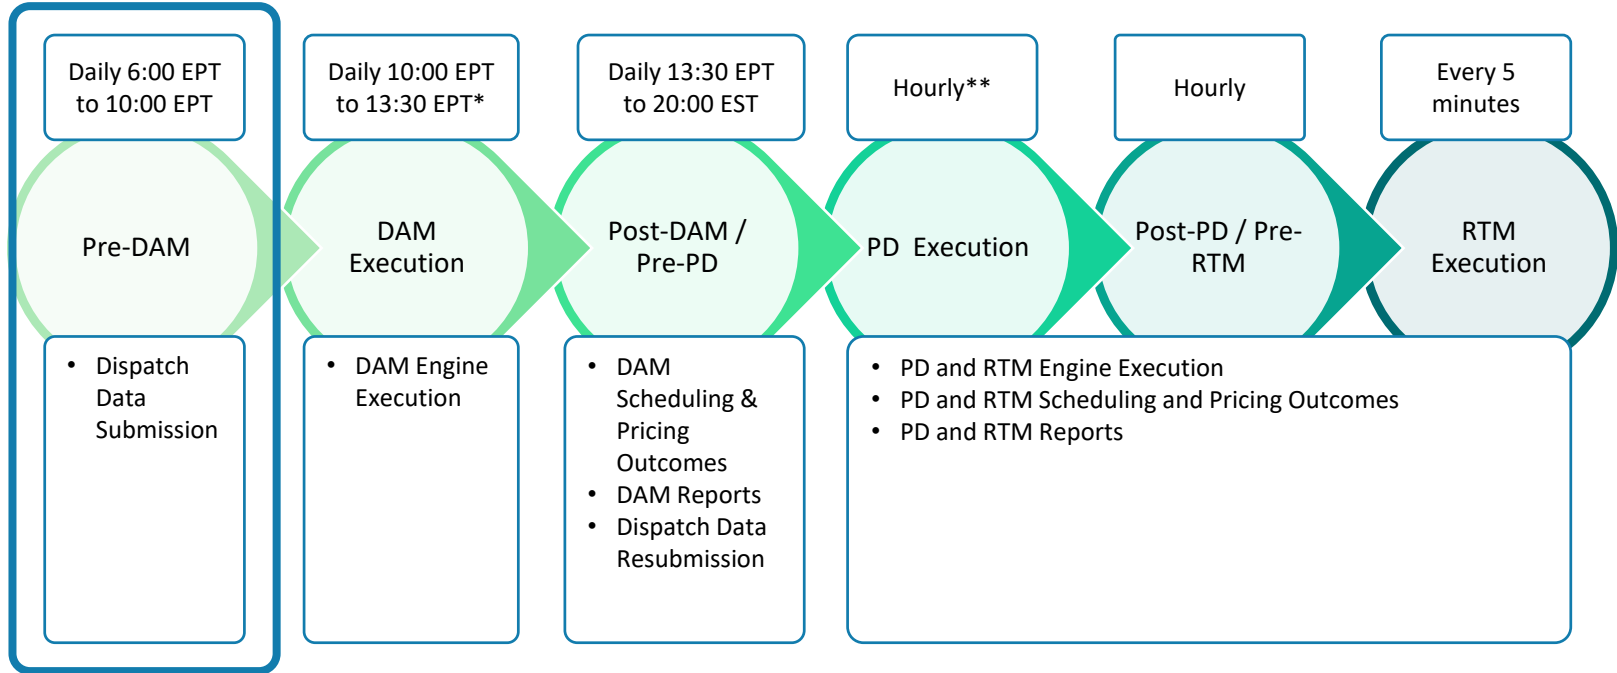 Daily 6:00 EPT
to 10:00 EPT
Daily 10:00 EPT
to 13:30 EPT*
Daily 13:30 EPT
to 20:00 EST
Hourly**
Hourly
Every 5
minutes
Pre-DAM
DAM
Execution
Post-DAM /
Pre-PD
PD Execution
Post-PD / Pre-
RTM
RTM
Execution
• Dispatch
Data
Submission
• DAM Engine
Execution
• DAM
Scheduling &
Pricing
Outcomes
• DAM Reports
• Dispatch Data
Resubmission
• PD and RTM Engine Execution
• PD and RTM Scheduling and Pricing Outcomes
• PD and RTM Reports